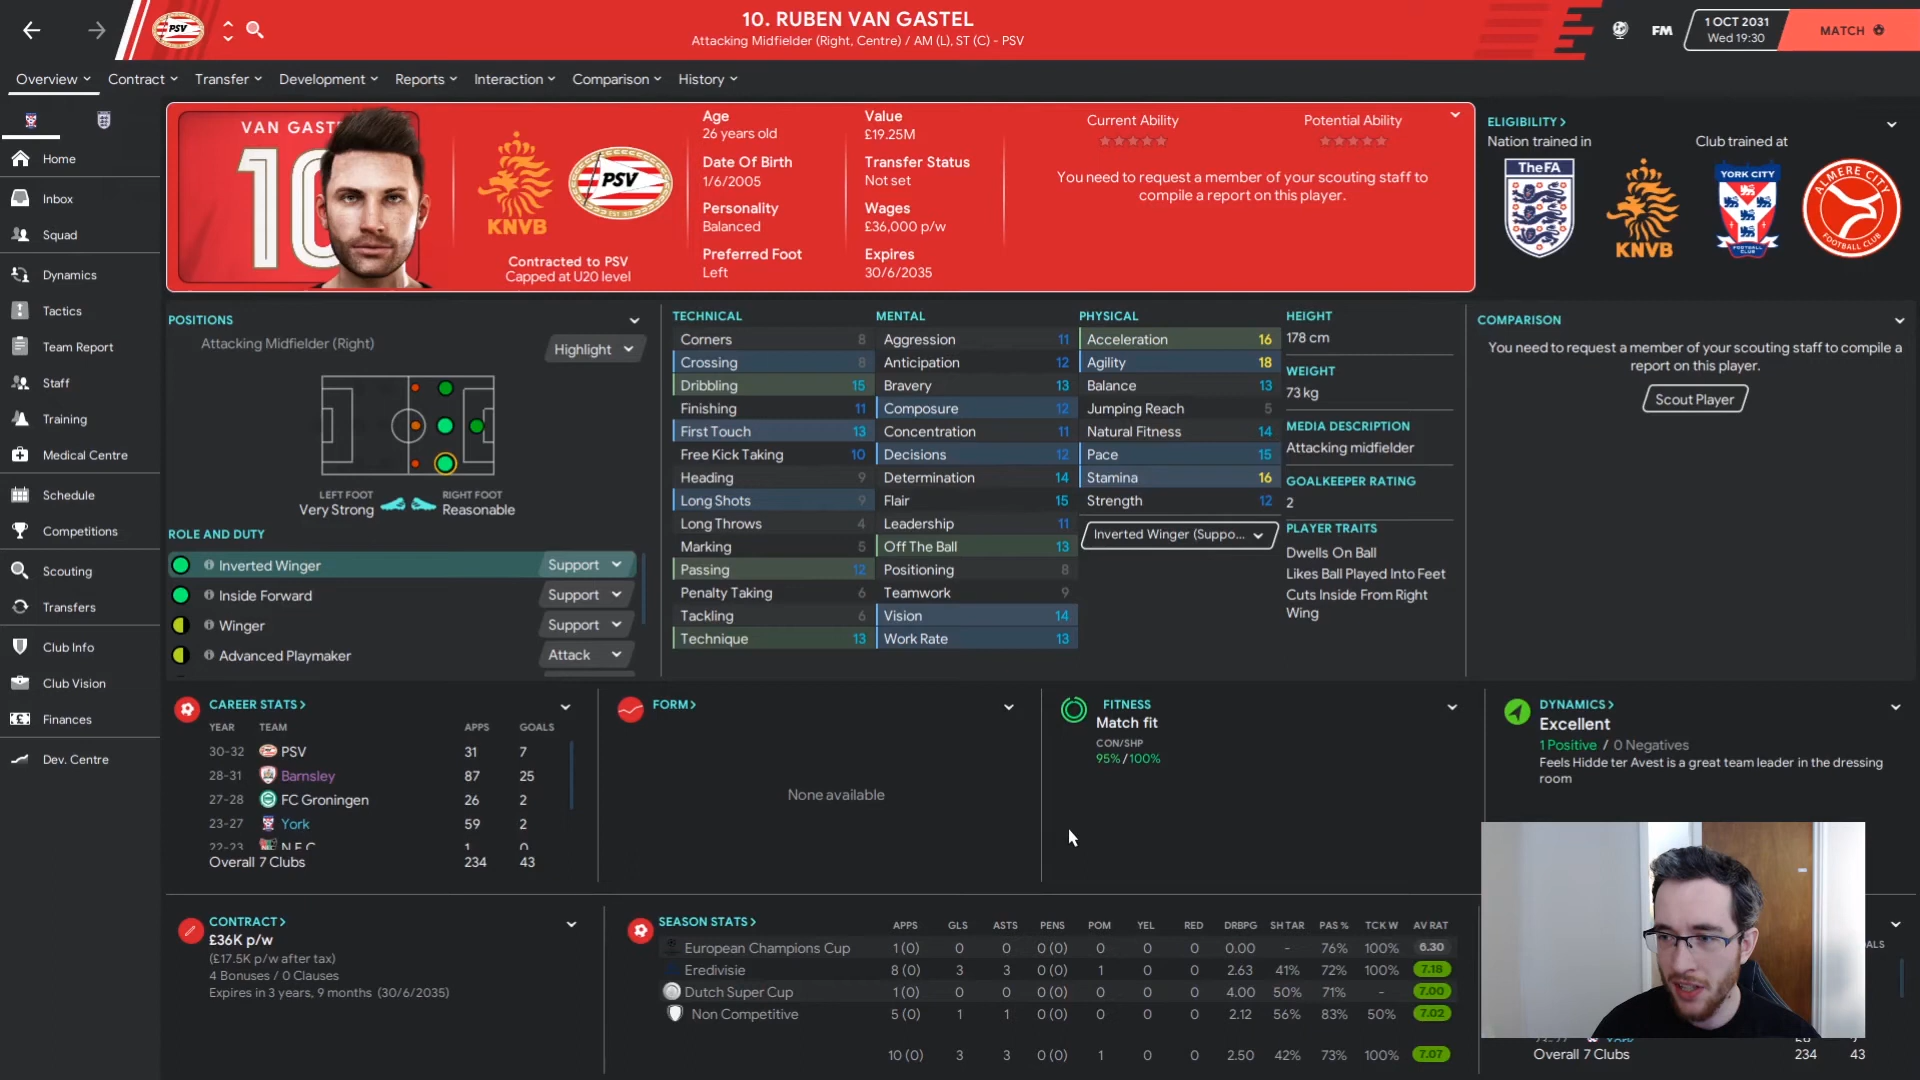 10. RUBEN VAN GASTEL
Attacking Midfielder (Right, Centre) / AM (L), ST (C) - PSV
PSV
FM
1 OCT 2031
Wed 19:30
MATCH
Overview Contract Transfer Development Reports Interaction Comparison History
Home
Inbox
Squad
Dynamics
Tactics
Team Report
Staff
Training
Medical Centre
Schedule
Competitions
Scouting
Transfers
Club Info
Club Vision
Finances
Dev. Centre
VAN GAST
10
KNVB
PSV
Contracted to PSV
Capped at U20 level
Age
26 years old
Date Of Birth
1/6/2005
Personality
Balanced
Preferred Foot
Left
Value
£19.25M
Transfer Status
Not set
Wages
£36,000 p/w
Expires
30/6/2035
Current Ability
Potential Ability
You need to request a member of your scouting staff to
compile a report on this player.
ELIGIBILITY >
Nation trained in
Club trained at
TheFA
KNVB
YORK CITY
FOOTBALL CLUB
ALMERE CITY
FOOTBALL CLUB
POSITIONS
Attacking Midfielder (Right)
Highlight
LEFT FOOT
Very Strong
RIGHT FOOT
Reasonable
ROLE AND DUTY
Inverted Winger Support
Inside Forward Support
Winger Support
Advanced Playmaker Attack
TECHNICAL
Corners 8
Crossing 8
Dribbling 15
Finishing 11
First Touch 13
Free Kick Taking 10
Heading 9
Long Shots 9
Long Throws 4
Marking 5
Passing 12
Penalty Taking 6
Tackling 6
Technique 13
MENTAL
Aggression 11
Anticipation 12
Bravery 13
Composure 12
Concentration 11
Decisions 12
Determination 14
Flair 15
Leadership 11
Off The Ball 13
Positioning 8
Teamwork 9
Vision 14
Work Rate 13
PHYSICAL
Acceleration 16
Agility 18
Balance 13
Jumping Reach 5
Natural Fitness 14
Pace 15
Stamina 16
Strength 12
Inverted Winger (Suppo...
HEIGHT
178 cm
WEIGHT
73 kg
MEDIA DESCRIPTION
Attacking midfielder
GOALKEEPER RATING
2
PLAYER TRAITS
Dwells On Ball
Likes Ball Played Into Feet
Cuts Inside From Right
Wing
COMPARISON
You need to request a member of your scouting staff to compile a
report on this player.
Scout Player
CAREER STATS >
YEAR TEAM APPS GOALS
30-32 PSV 31 7
28-31 Barnsley 87 25
27-28 FC Groningen 26 2
23-27 York 59 2
22-23 N.E.C. 1 0
Overall 7 Clubs 234 43
FORM >
None available
FITNESS
Match fit
CON/SHP
95% / 100%
DYNAMICS >
Excellent
1 Positive / 0 Negatives
Feels Hidde ter Avest is a great team leader in the dressing
room
CONTRACT >
£36K p/w
(£17.5K p/w after tax)
4 Bonuses / 0 Clauses
Expires in 3 years, 9 months (30/6/2035)
SEASON STATS > APPS GLS ASTS PENS POM YEL RED DRBPG SH TAR PAS % TCK W AV RAT
European Champions Cup 1 (0) 0 0 0 (0) 0 0 0 0.00 - 76% 100% 6.30
Eredivisie 8 (0) 3 3 0 (0) 1 0 0 2.63 41% 72% 100% 7.18
Dutch Super Cup 1 (0) 0 0 0 (0) 0 0 0 4.00 50% 71% - 7.00
Non Competitive 5 (0) 1 1 0 (0) 0 0 0 2.12 56% 83% 50% 7.02
10 (0) 3 3 0 (0) 1 0 0 2.50 42% 73% 100% 7.07
ALS
Overall 7 Clubs 234 43